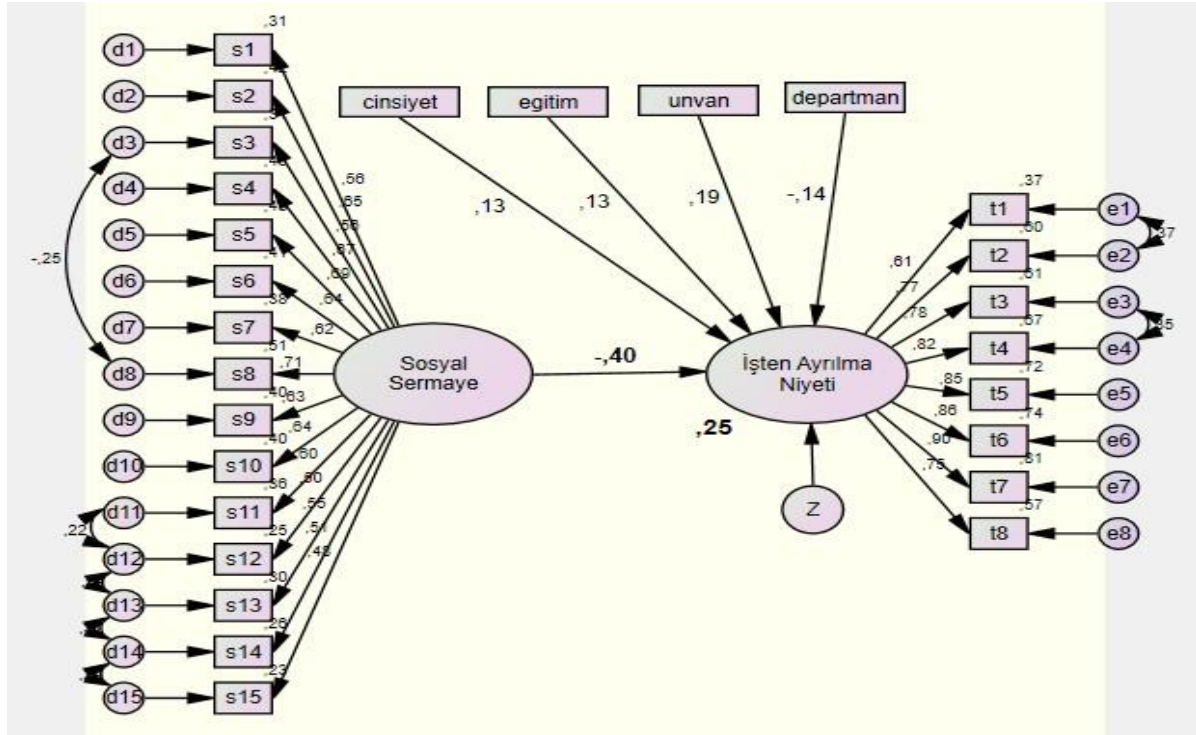 ,31
d1
s1
d2
s2
d3
s3
d4
s4
d5
s5
d6
s6
,38
d7
s7
,51
d8
s8
d9
s9
,40
d10
s10
,36
d11
s11
,25
d12
s12
,30
d13
s13
,26
d14
s14
,23
d15
s15
-,25
,22
,56
,65
,56
,67
,69
,64
,62
,71
,63
,64
,60
,50
,55
,51
,48
cinsiyet
egitim
unvan
departman
,13
,13
,19
-,14
Sosyal
Sermaye
-,40
İşten Ayrılma
Niyeti
,25
Z
,61
,77
,78
,82
,85
,86
,90
,75
,37
t1
e1
,60
t2
e2
,61
t3
e3
,67
t4
e4
,72
t5
e5
,74
t6
e6
,81
t7
e7
,57
t8
e8